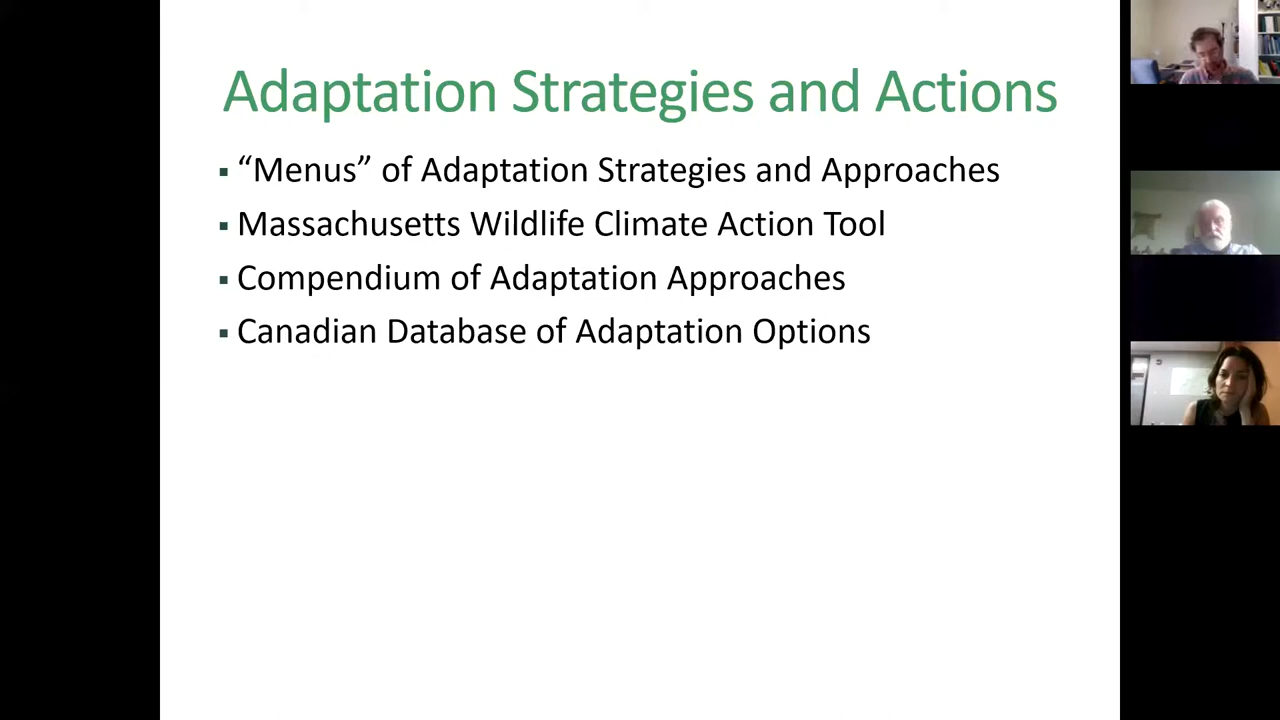 Adaptation Strategies and Actions
▪ “Menus” of Adaptation Strategies and Approaches
▪ Massachusetts Wildlife Climate Action Tool
▪ Compendium of Adaptation Approaches
▪ Canadian Database of Adaptation Options